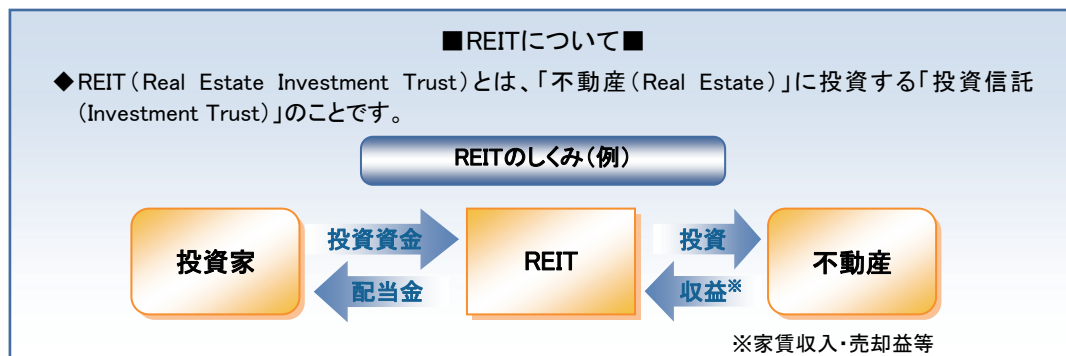 ■REITについて■
◆REIT(Real Estate Investment Trust)とは、「不動産(Real Estate)」に投資する「投資信託
(Investment Trust)」のことです。
REITのしくみ(例)
投資家
投資資金
配当金
REIT
投資
収益※
不動産
※家賃収入・売却益等